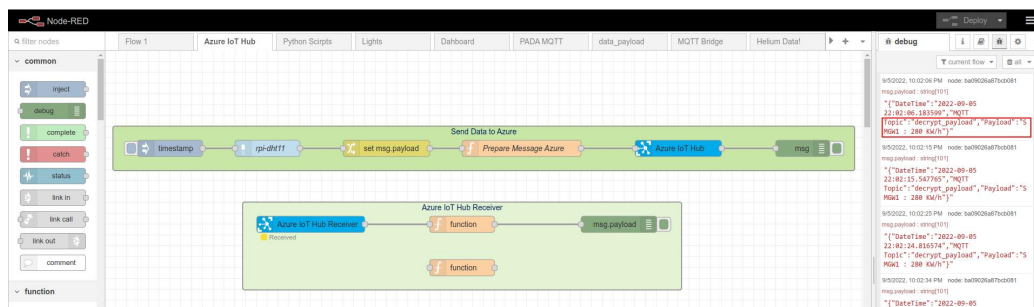 Node-RED
Deploy
filter nodes
Flow 1
Azure IoT Hub
Python Scirpts
Lights
Dahboard
PADA MQTT
data_payload
MQTT Bridge
Helium Data!
debug
i
common
current flow
all
inject
debug
complete
catch
status
link in
link call
link out
comment
function
Send Data to Azure
timestamp
rpi-dht11
set msg.payload
Prepare Message Azure
Azure IoT Hub
msg
Azure IoT Hub Receiver
Azure IoT Hub Receiver
function
msg.payload
Received
function
9/5/2022, 10:02:06 PM node: ba09026a87bcb081
msg.payload : string[101]
"{"DateTime":"2022-09-05
22:02:06.183599","MQTT
Topic":"decrypt_payload","Payload":"S
MGW1 : 280 KW/h"}"
9/5/2022, 10:02:15 PM node: ba09026a87bcb081
msg.payload : string[101]
"{"DateTime":"2022-09-05
22:02:15.547765","MQTT
Topic":"decrypt_payload","Payload":"S
MGW1 : 280 KW/h"}"
9/5/2022, 10:02:25 PM node: ba09026a87bcb081
msg.payload : string[101]
"{"DateTime":"2022-09-05
22:02:24.816574","MQTT
Topic":"decrypt_payload","Payload":"S
MGW1 : 280 KW/h"}"
9/5/2022, 10:02:34 PM node: ba09026a87bcb081
msg.payload : string[101]
"{"DateTime":"2022-09-05